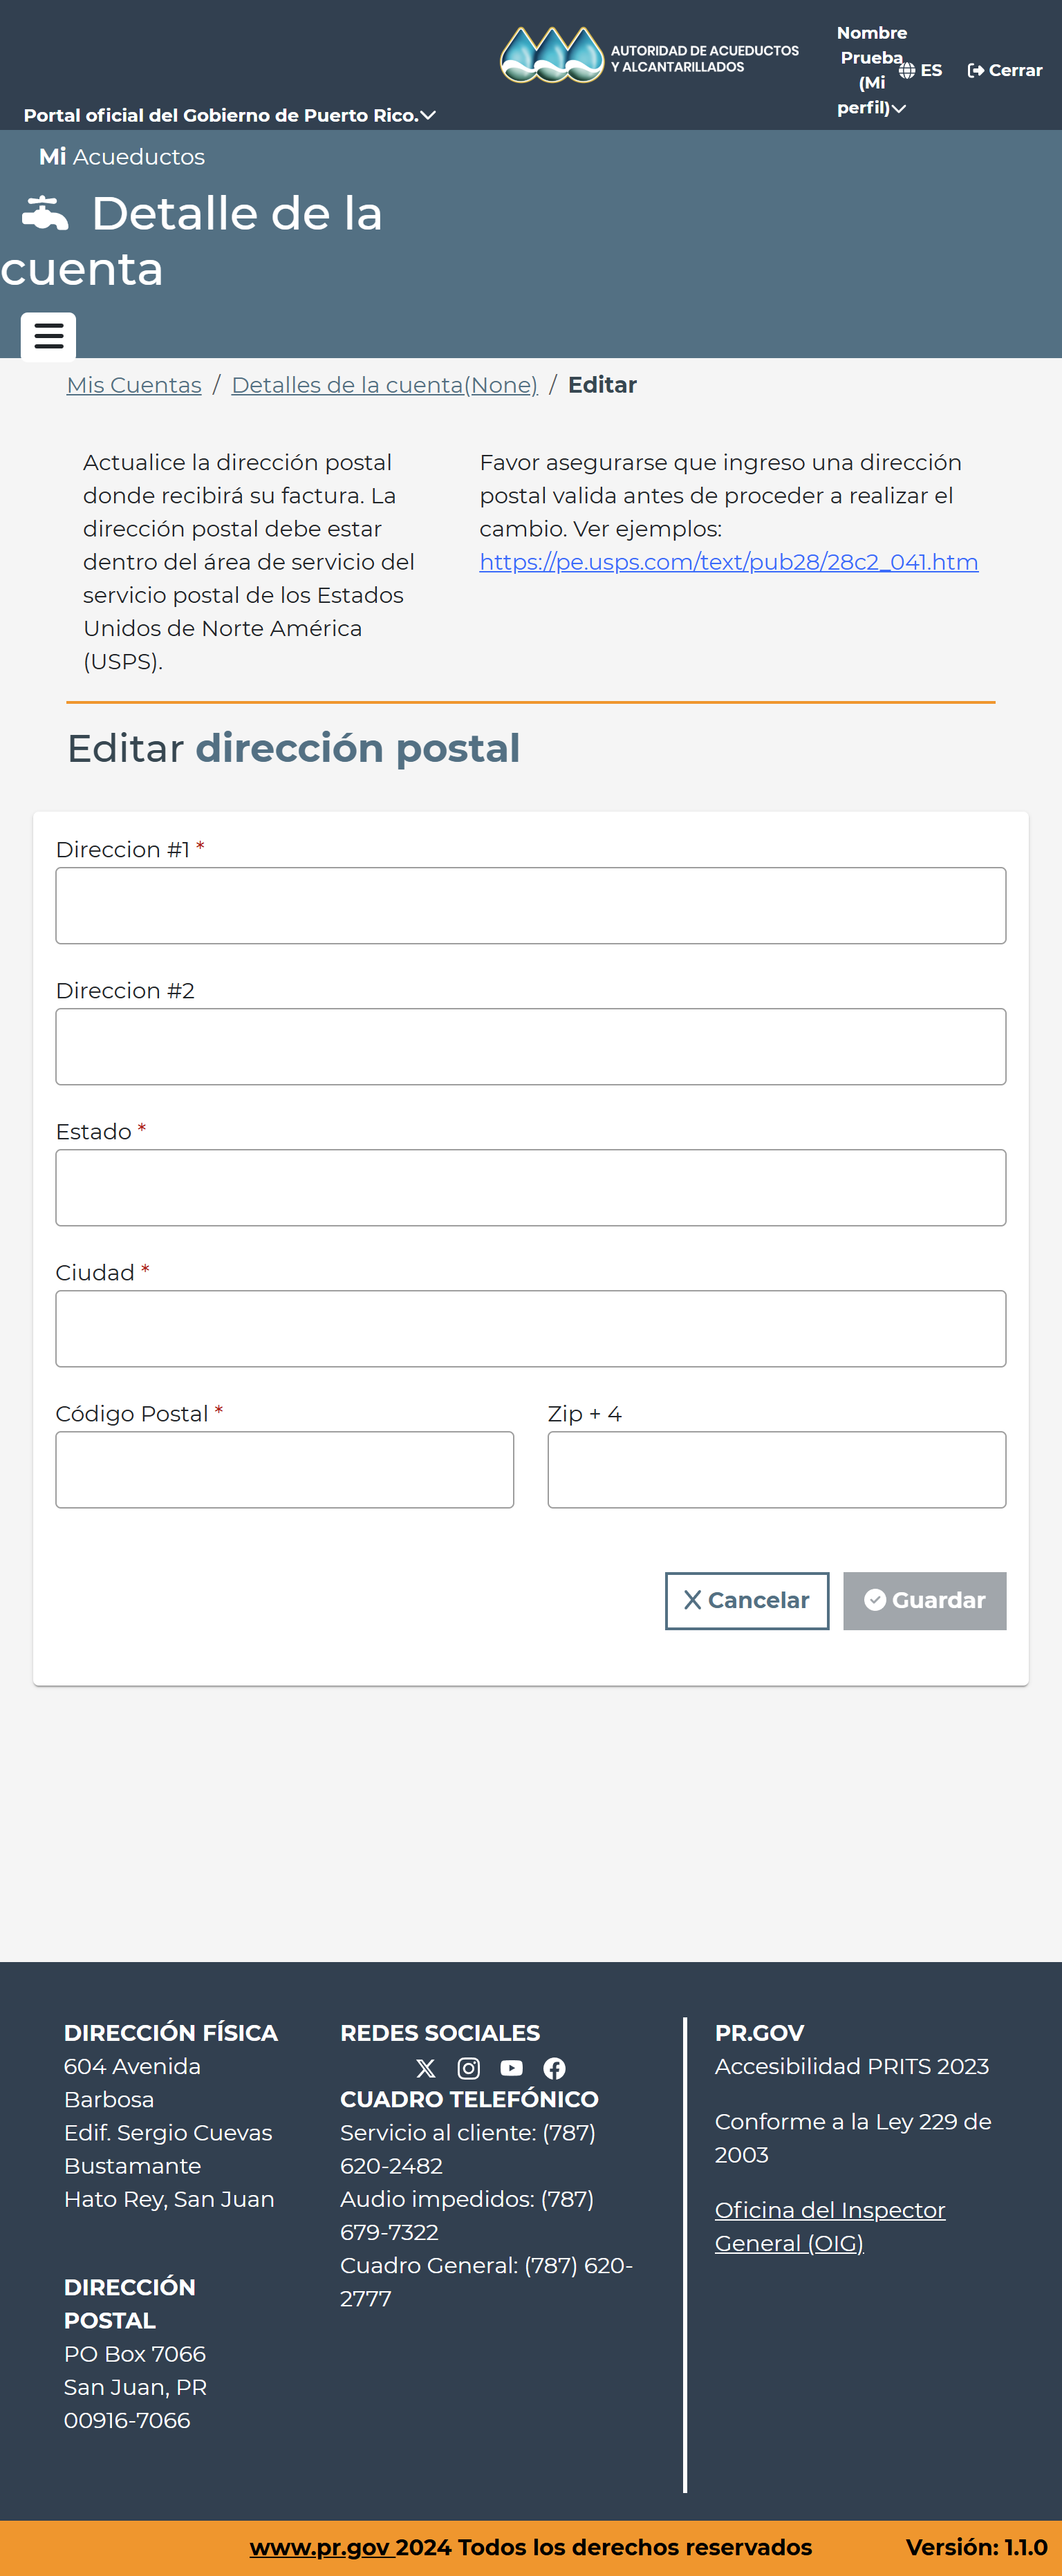 AUTORIDAD DE ACUEDUCTOS
Y ALCANTARILLADOS
Nombre
Prueba
(Mi
perfil)
ES
Cerrar
Portal oficial del Gobierno de Puerto Rico.
Mi Acueductos
Detalle de la
cuenta
Mis Cuentas / Detalles de la cuenta(None) / Editar
Actualice la dirección postal
donde recibirá su factura. La
dirección postal debe estar
dentro del área de servicio del
servicio postal de los Estados
Unidos de Norte América
(USPS).
Favor asegurarse que ingreso una dirección
postal valida antes de proceder a realizar el
cambio. Ver ejemplos:
https://pe.usps.com/text/pub28/28c2_041.htm
Editar dirección postal
Direccion #1 *
Direccion #2
Estado *
Ciudad *
Código Postal *
Zip + 4
Cancelar
Guardar
DIRECCIÓN FÍSICA
604 Avenida
Barbosa
Edif. Sergio Cuevas
Bustamante
Hato Rey, San Juan
DIRECCIÓN
POSTAL
PO Box 7066
San Juan, PR
00916-7066
REDES SOCIALES
CUADRO TELEFÓNICO
Servicio al cliente: (787)
620-2482
Audio impedidos: (787)
679-7322
Cuadro General: (787) 620-
2777
PR.GOV
Accesibilidad PRITS 2023
Conforme a la Ley 229 de
2003
Oficina del Inspector
General (OIG)
www.pr.gov 2024 Todos los derechos reservados
Versión: 1.1.0